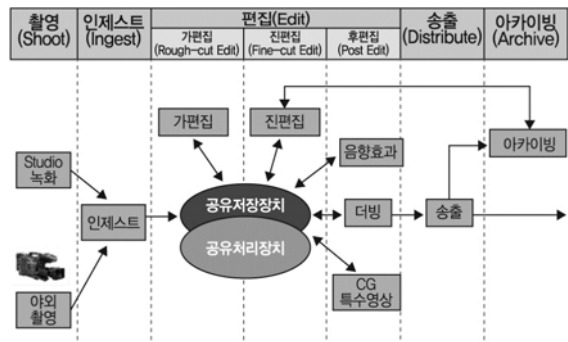 촬영
(Shoot)
인제스트
(Ingest)
편집(Edit)
가편집
(Rough-cut Edit)
진편집
(Fine-cut Edit)
후편집
(Post Edit)
송출
(Distribute)
아카이빙
(Archive)
가편집
진편집
아카이빙
음향효과
Studio
녹화
공유저장장치
인제스트
더빙
송출
공유처리장치
야외
촬영
CG
특수영상